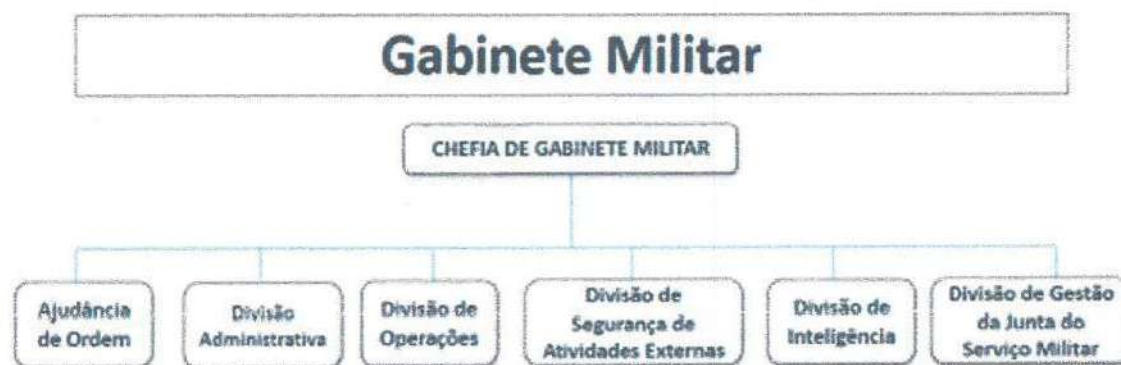 Gabinete Militar
CHEFIA DE GABINETE MILITAR
Ajudância
de Ordem
Divisão
Administrativa
Divisão de
Operações
Divisão de
Segurança de
Atividades Externas
Divisão de
Inteligência
Divisão de Gestão
da Junta do
Serviço Militar